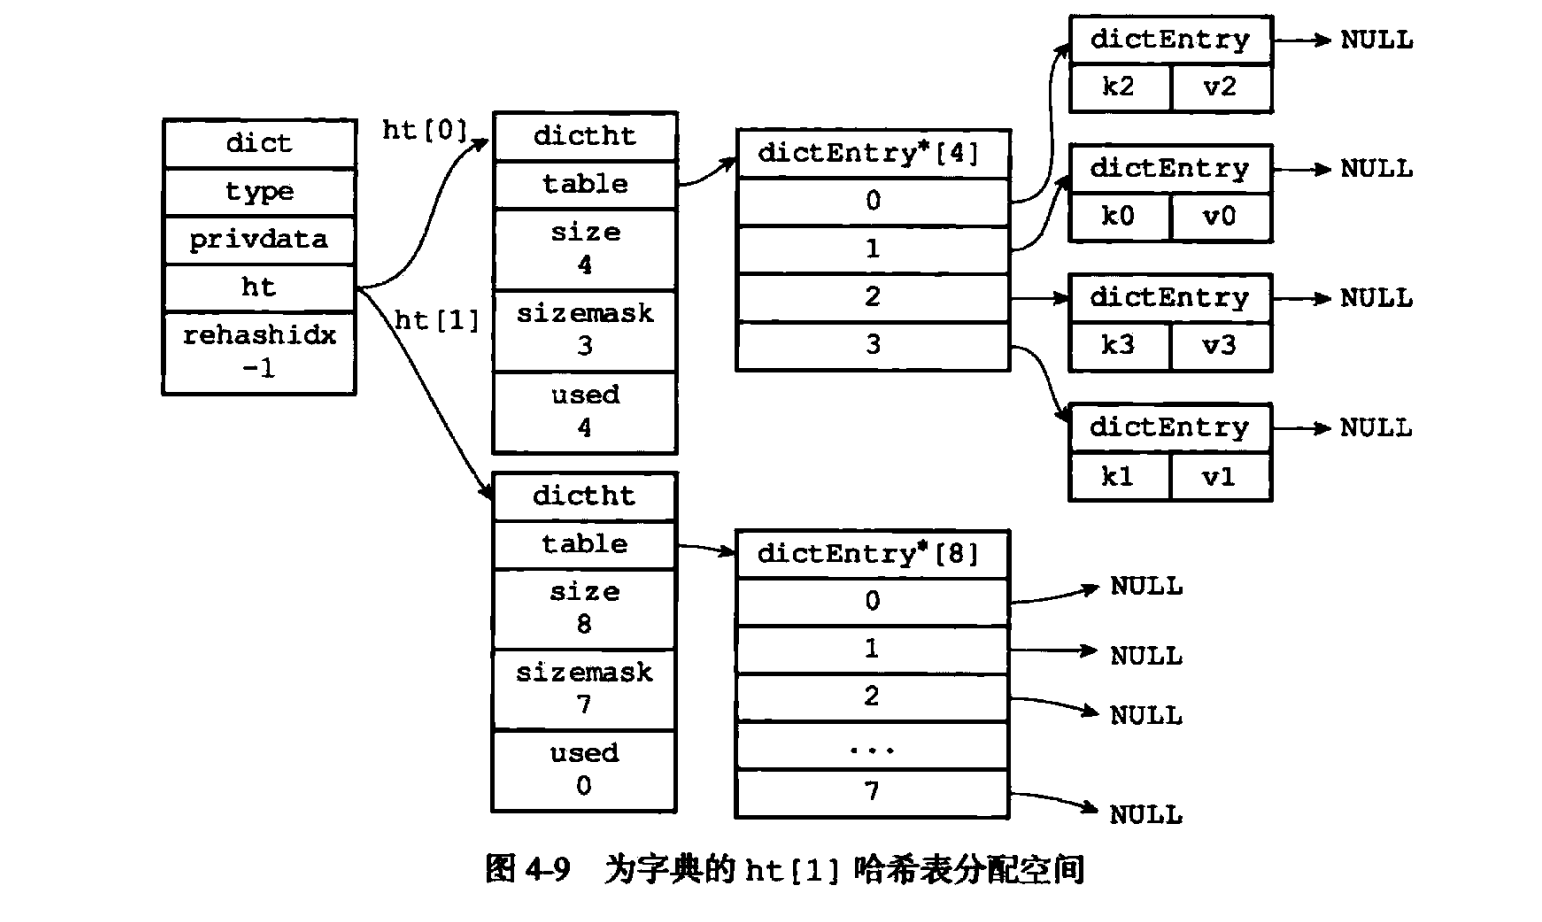 dict
type
privdata
ht
rehashidx
-1
ht[0]
ht[1]
dictht
table
size
4
sizemask
3
used
4
dictEntry*[4]
0
1
2
3
dictEntry
k2 v2
NULL
dictEntry
k0 v0
NULL
dictEntry
k3 v3
NULL
dictEntry
k1 v1
NULL
dictht
table
size
8
sizemask
7
used
0
dictEntry*[8]
0
1
2
...
7
NULL
NULL
NULL
NULL
图 4-9 为字典的 ht[1] 哈希表分配空间